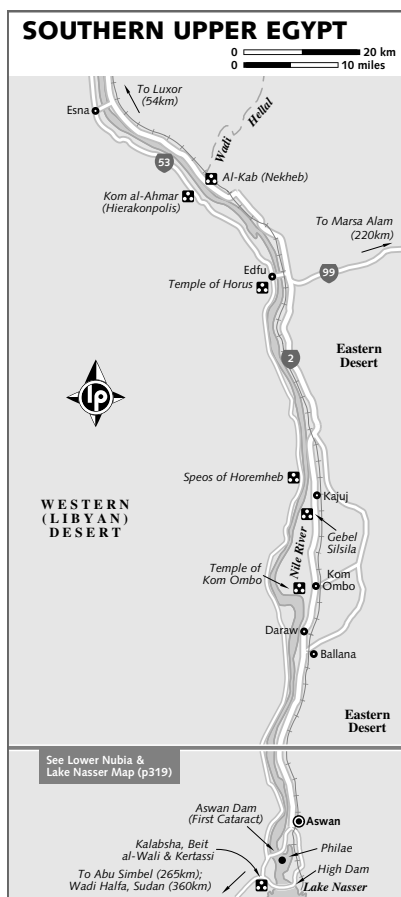 SOUTHERN UPPER EGYPT
0 20 km
0 10 miles
To Luxor
(54km)
Esna
Wadi
Hellal
53
Al-Kab (Nekheb)
Kom al-Ahmar
(Hierakonpolis)
To Marsa Alam
(220km)
Edfu
99
Temple of Horus
2
Eastern
Desert
lp
Speos of Horemheb
Kajuj
WESTERN
(LIBYAN)
DESERT
Gebel
Silsila
Nile River
Temple of
Kom Ombo
Kom
Ombo
Daraw
Ballana
Eastern
Desert
See Lower Nubia &
Lake Nasser Map (p319)
Aswan Dam
(First Cataract)
Aswan
Kalabsha, Beit
al-Wali & Kertassi
Philae
To Abu Simbel (265km);
Wadi Halfa, Sudan (360km)
High Dam
Lake Nasser